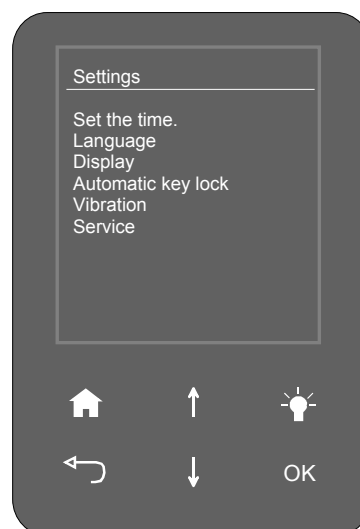 Settings
Set the time.
Language
Display
Automatic key lock
Vibration
Service
OK